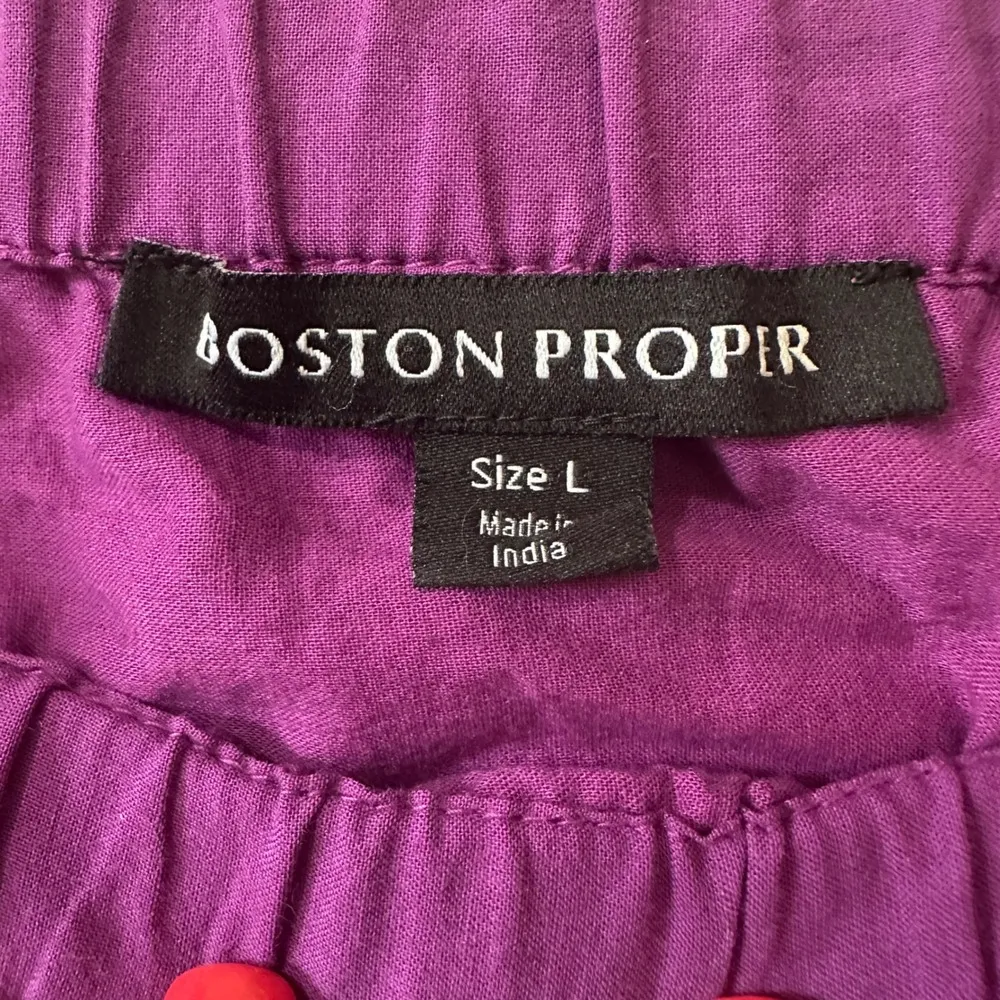 BOSTON PROPER
Size L
Made in
India